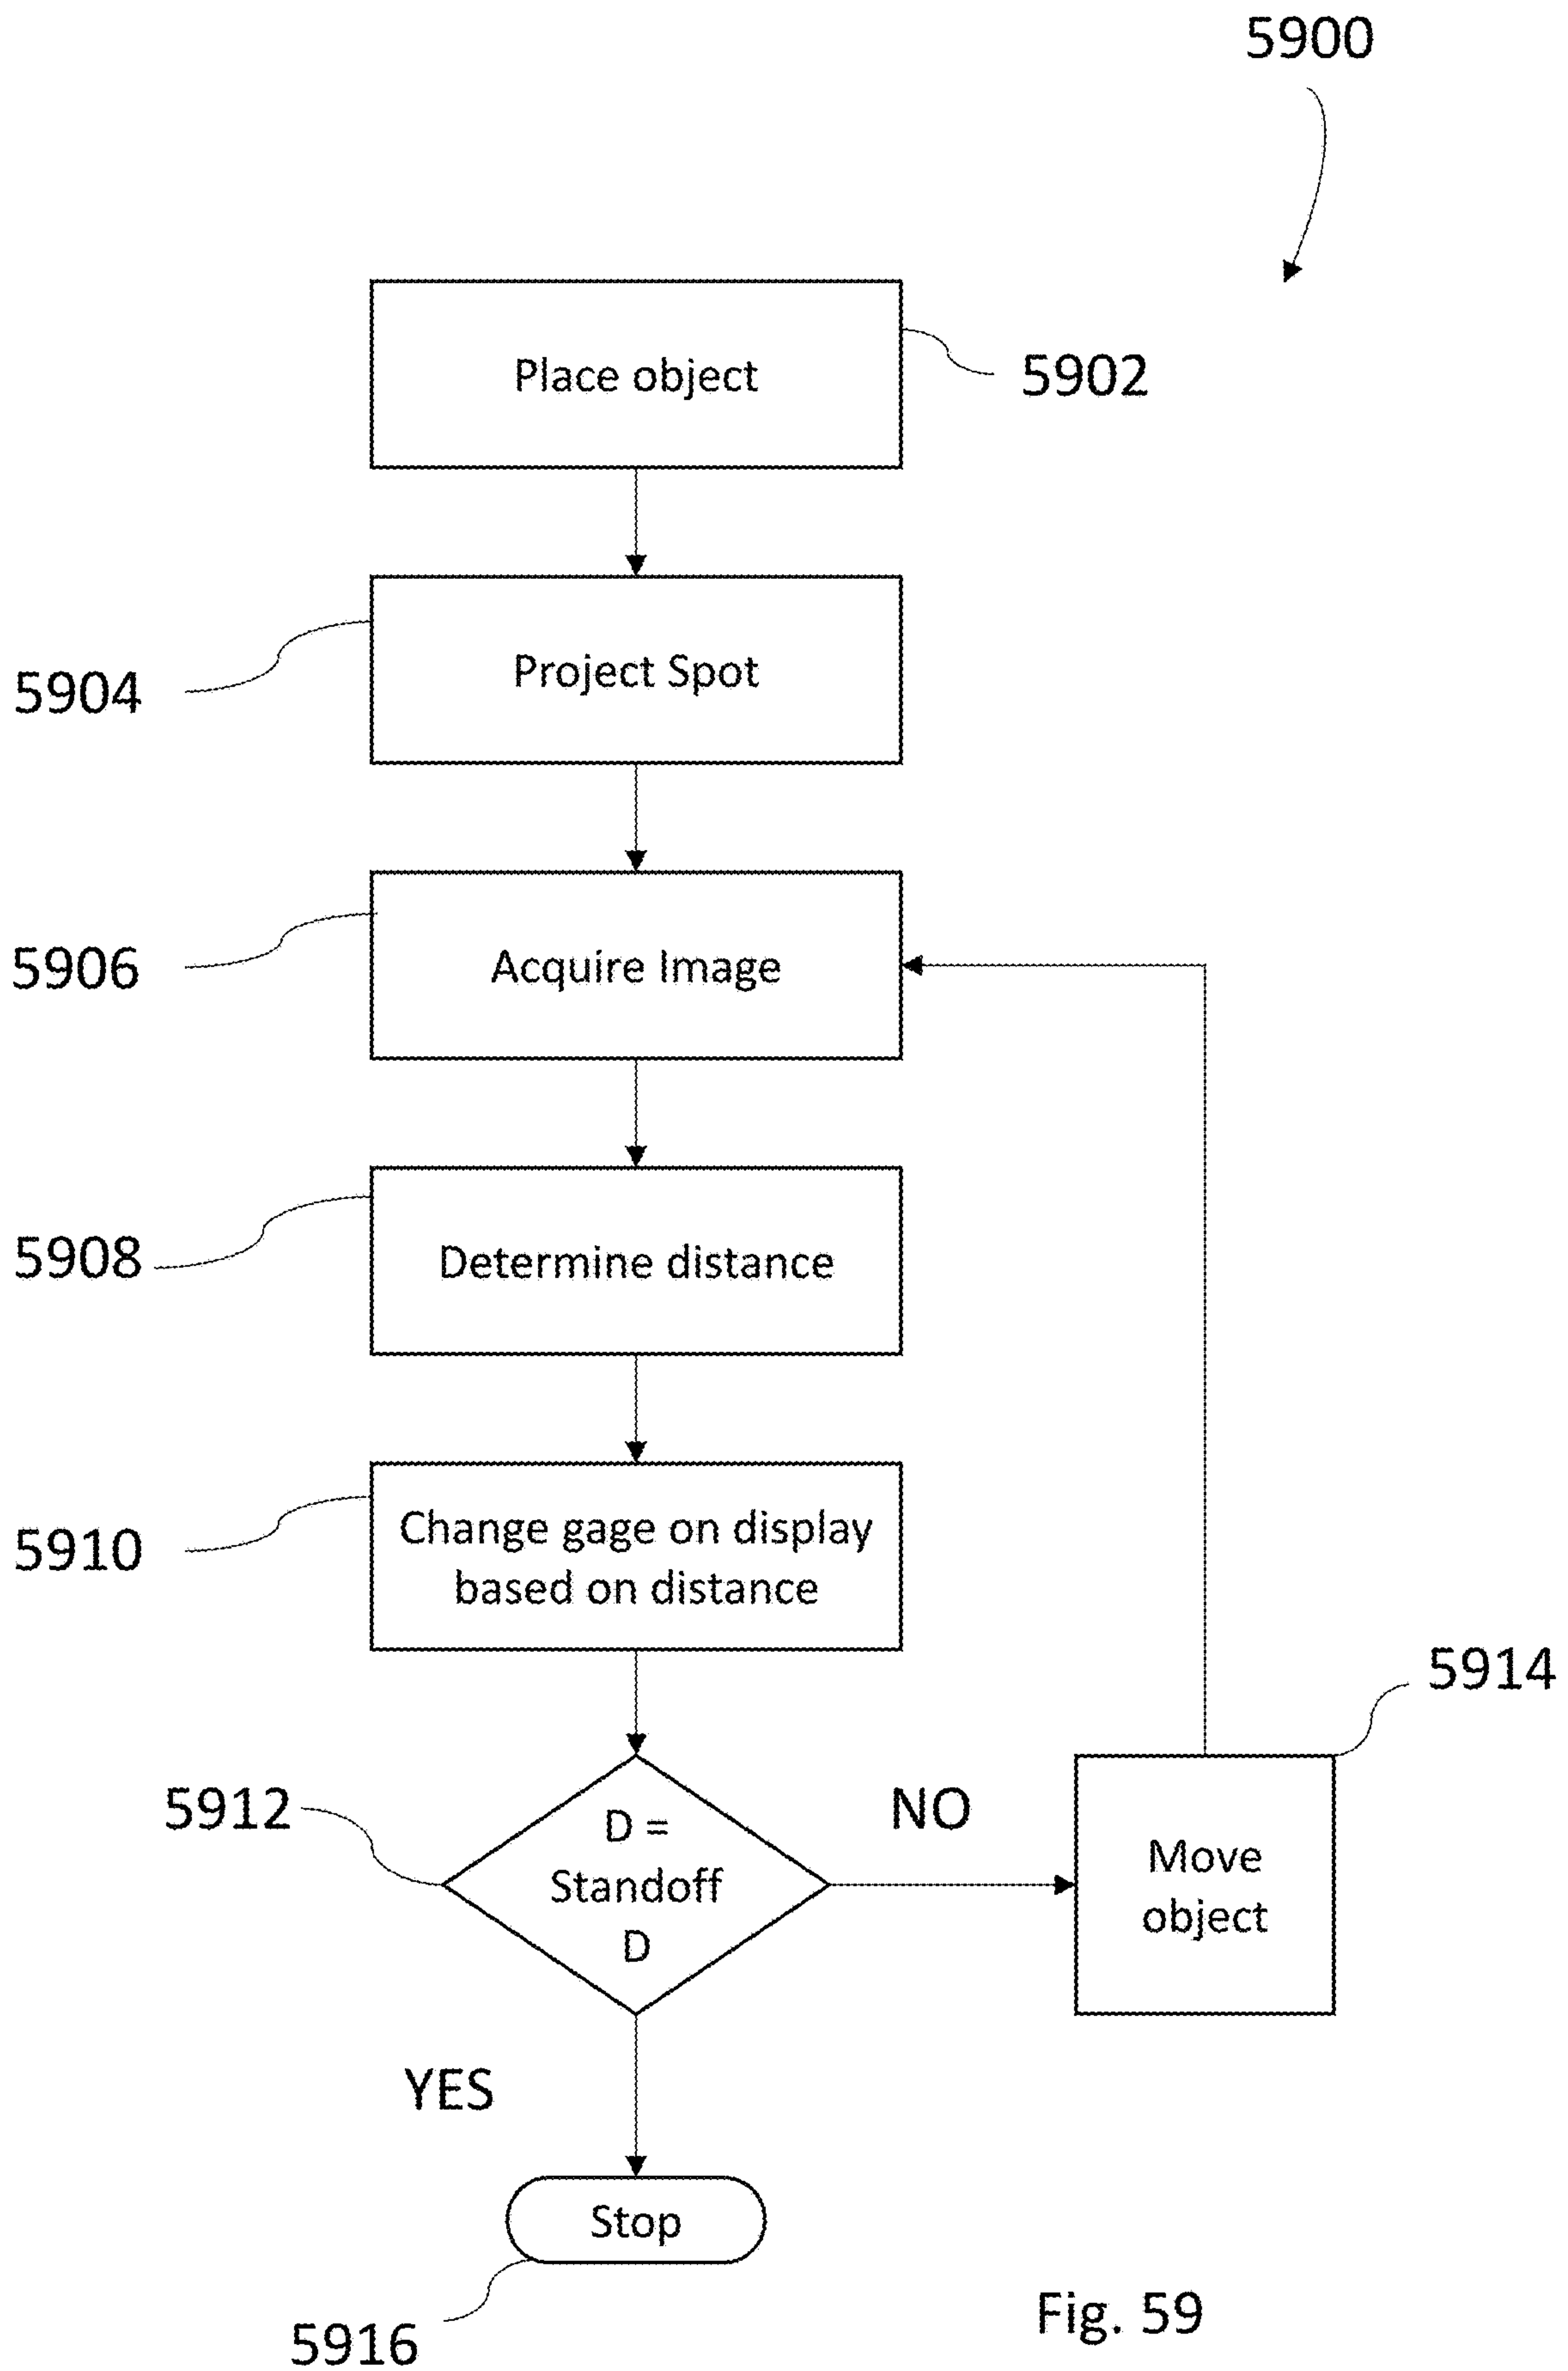 5900
Place object
5902
Project Spot
5904
Acquire Image
5906
Determine distance
5908
Change gage on display
based on distance
5910
5914
5912
D =
Standoff
D
NO
Move
object
YES
Stop
5916
Fig. 59